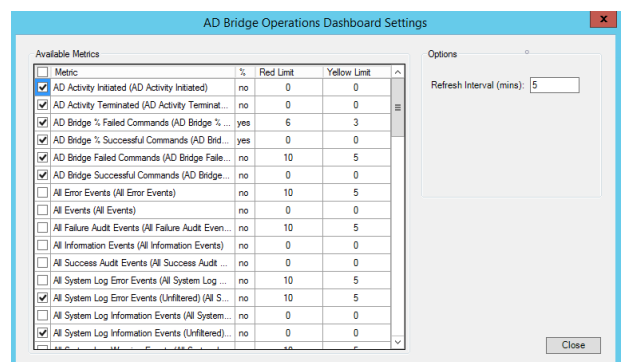 AD Bridge Operations Dashboard Settings
x
Available Metrics
Metric % Red Limit Yellow Limit
AD Activity Initiated (AD Activity Initiated) no 0 0
AD Activity Terminated (AD Activity Terminat... no 0 0
AD Bridge % Failed Commands (AD Bridge % ... yes 6 3
AD Bridge % Successful Commands (AD Brid... yes 0 0
AD Bridge Failed Commands (AD Bridge Faile... no 10 5
AD Bridge Successful Commands (AD Bridge... no 0 0
All Error Events (All Error Events) no 10 5
All Events (All Events) no 0 0
All Failure Audit Events (All Failure Audit Even... no 10 5
All Information Events (All Information Events) no 0 0
All Success Audit Events (All Success Audit ... no 0 0
All System Log Error Events (All System Log ... no 10 5
All System Log Error Events (Unfiltered) (All S... no 10 5
All System Log Information Events (All System... no 0 0
All System Log Information Events (Unfiltered)... no 0 0
Options
Refresh Interval (mins): 5
Close